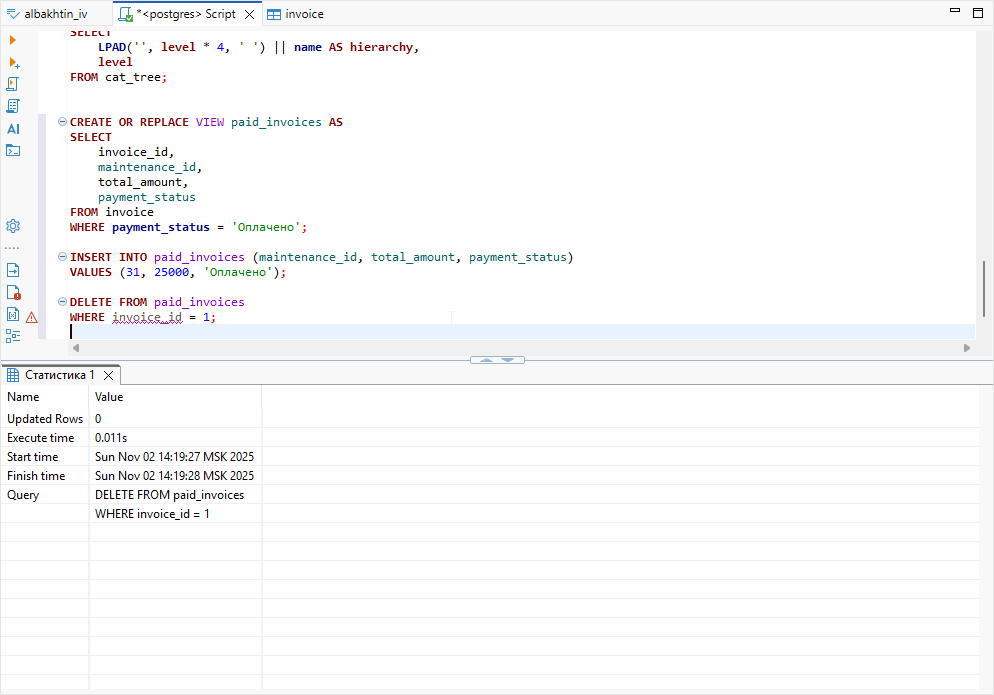 albakhtin_iv
*<postgres> Script
invoice
SELECT
LPAD('', level * 4, ' ') || name AS hierarchy,
level
FROM cat_tree;
CREATE OR REPLACE VIEW paid_invoices AS
SELECT
invoice_id,
maintenance_id,
total_amount,
payment_status
FROM invoice
WHERE payment_status = 'Оплачено';
INSERT INTO paid_invoices (maintenance_id, total_amount, payment_status)
VALUES (31, 25000, 'Оплачено');
DELETE FROM paid_invoices
WHERE invoice_id = 1;
AI
Статистика 1
Name Value
Updated Rows 0
Execute time 0.011s
Start time Sun Nov 02 14:19:27 MSK 2025
Finish time Sun Nov 02 14:19:28 MSK 2025
Query DELETE FROM paid_invoices
WHERE invoice_id = 1